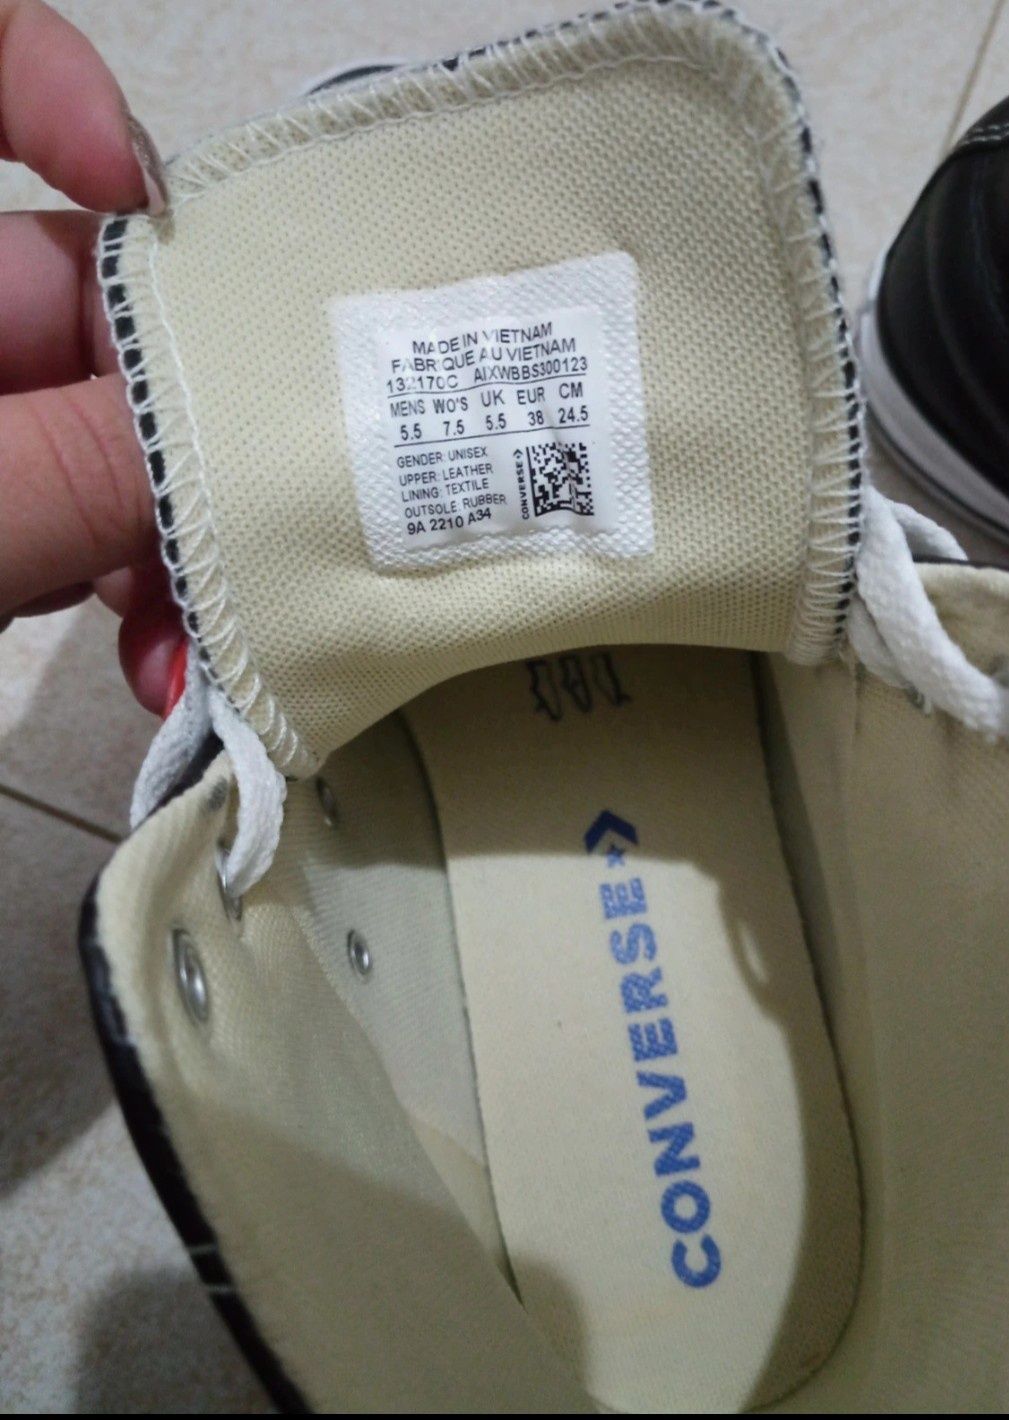 MADE IN VIETNAM
FABRIQUE AU VIETNAM
132170C AIXWBBS300123
MENS WO'S UK EUR CM
5.5 7.5 5.5 38 24.5
GENDER: UNISEX
UPPER: LEATHER
LINING: TEXTILE
OUTSOLE: RUBBER
9A 2210 A34
CONVERSE
CONVERSE